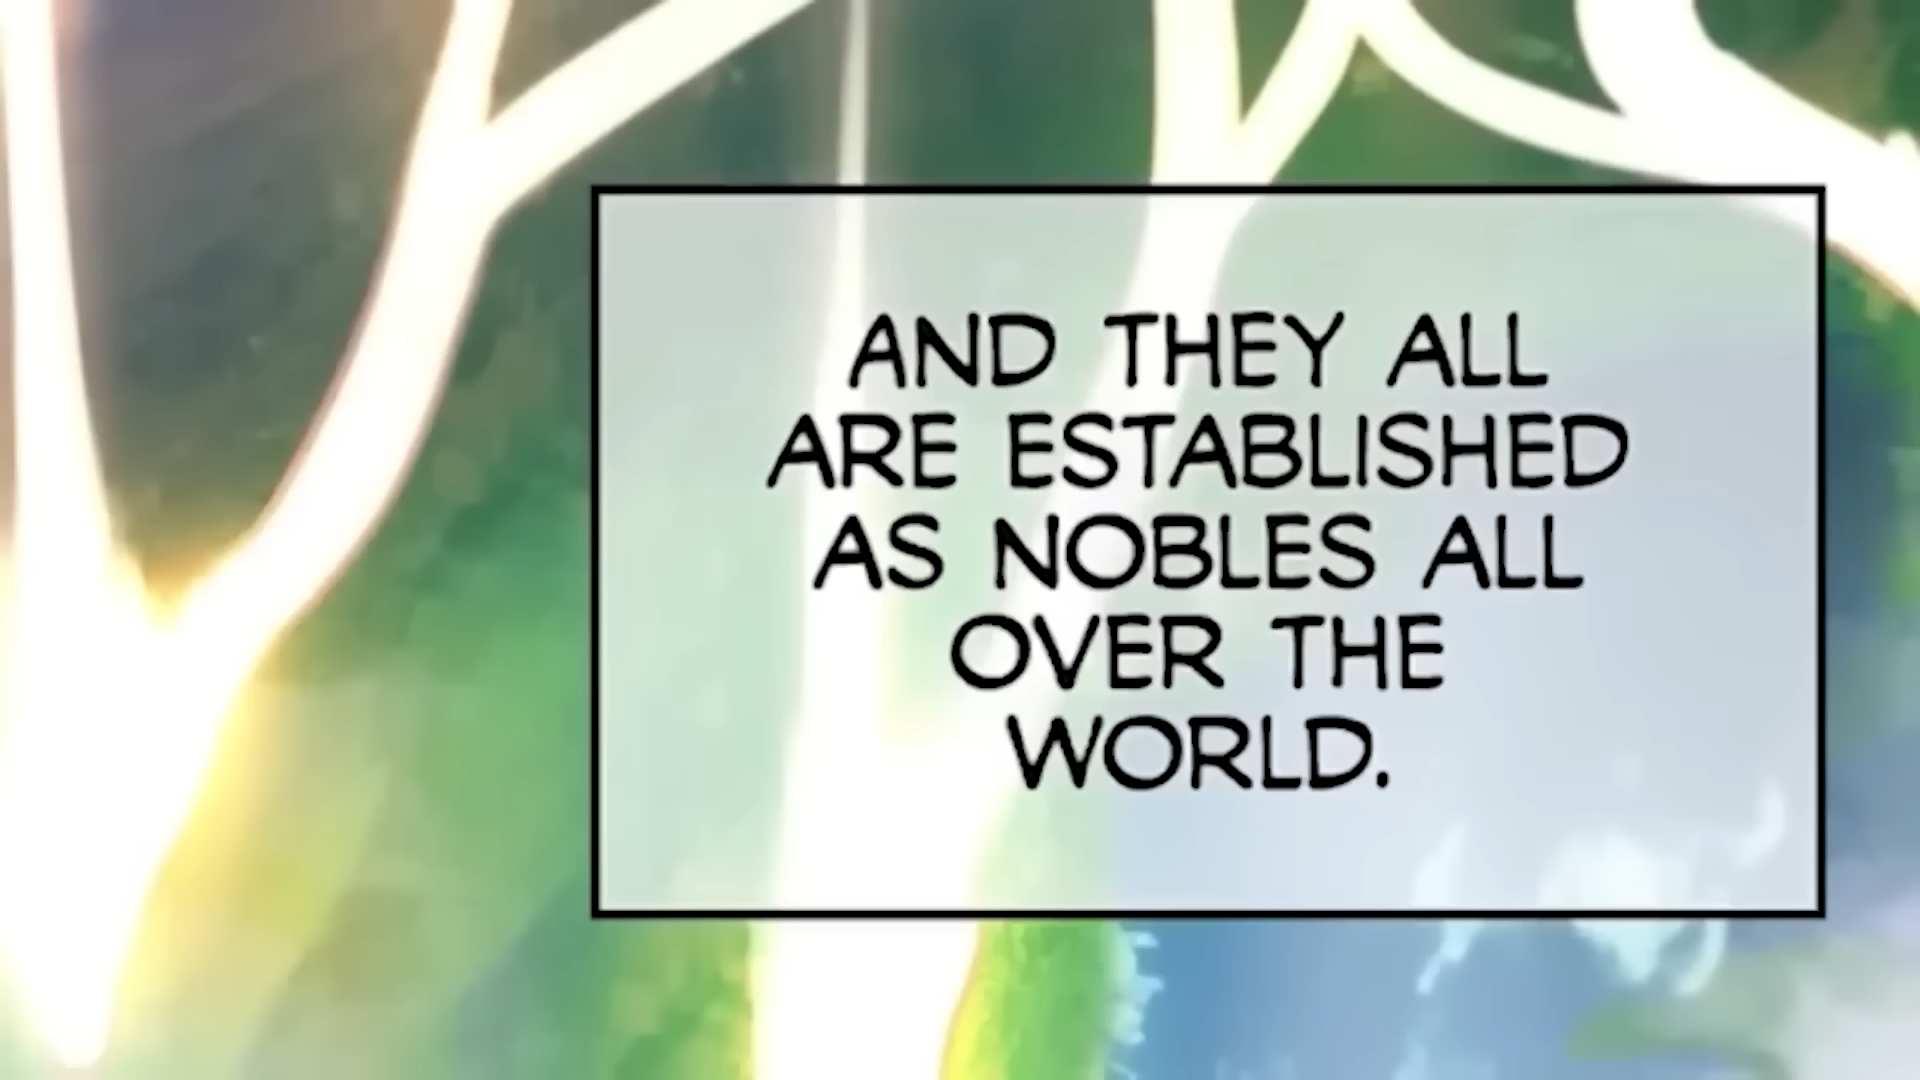 AND THEY ALL
ARE ESTABLISHED
AS NOBLES ALL
OVER THE
WORLD.